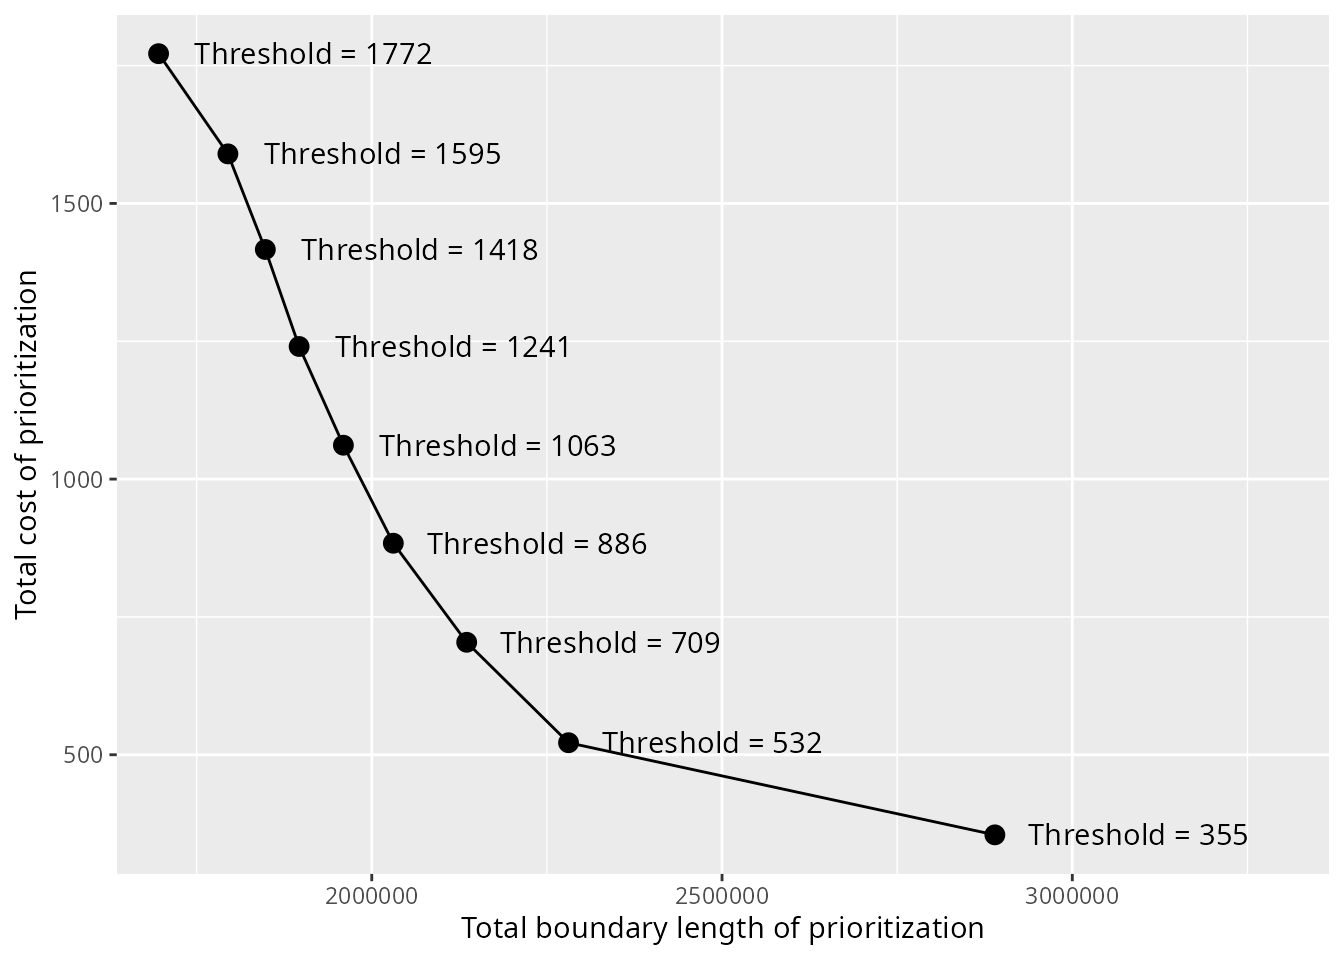 Threshold = 1772
Threshold = 1595
1500
Threshold = 1418
Threshold = 1241
Threshold = 1063
1000
Threshold = 886
Threshold = 709
Threshold = 532
500
Threshold = 355
Total cost of prioritization
2000000 2500000 3000000
Total boundary length of prioritization